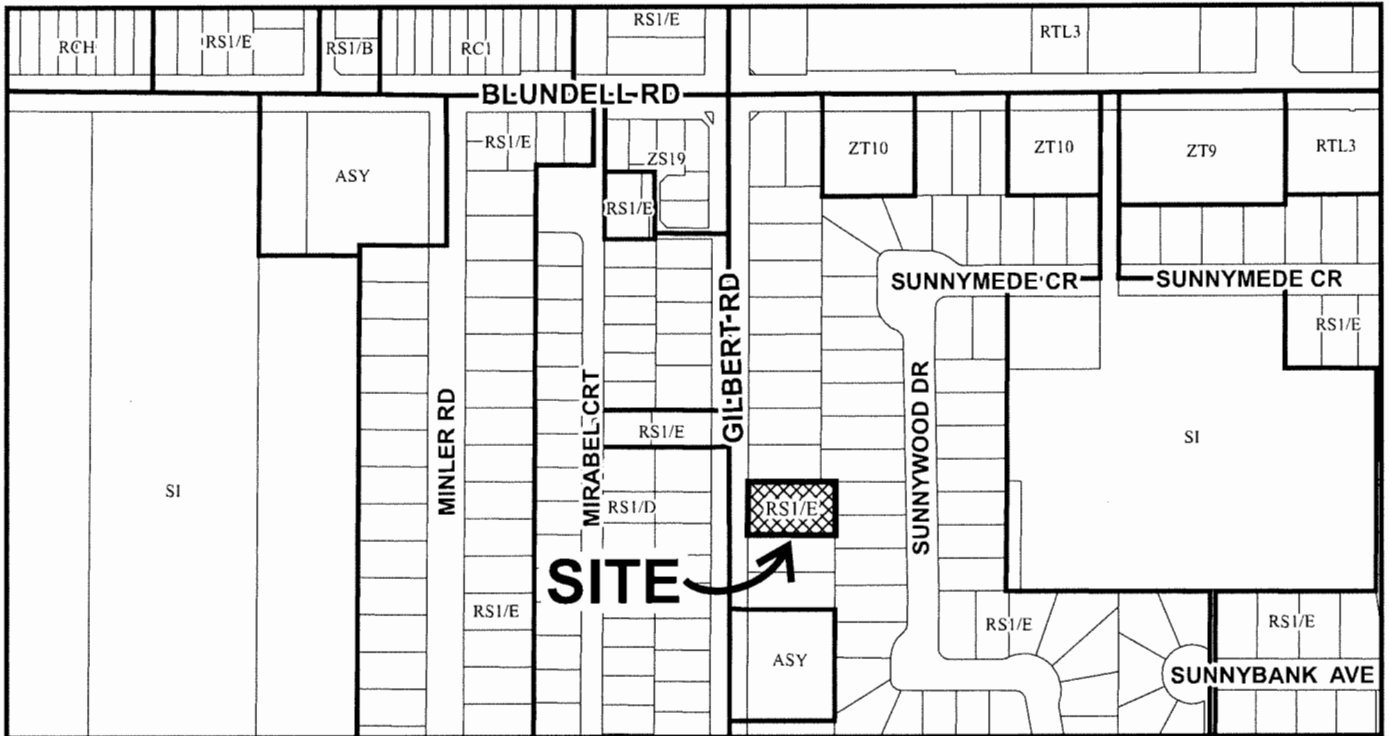 RS1/E
RTL3
RCH
RS1/E
RS1/B
RC1
BLUNDELL RD
RS1/E
ZS19
ZT10
ZT10
ZT9
RTL3
ASY
RS1/E
SUNNYMEDE CR
SUNNYMEDE CR
RS1/E
GILBERT RD
MINLER RD
MIRABEL CRT
SUNNYWOOD DR
RS1/E
SI
SI
RS1/D
RS1/E
SITE
RS1/E
RS1/E
RS1/E
ASY
SUNNYBANK AVE